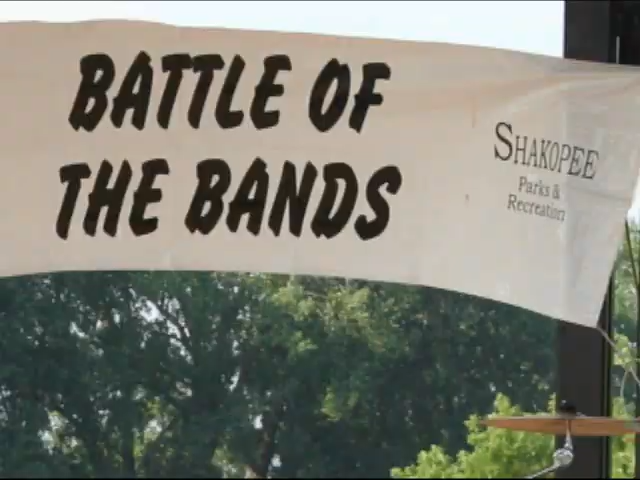 BATTLE OF
THE BANDS
SHAKOPEE
Parks &
Recreation